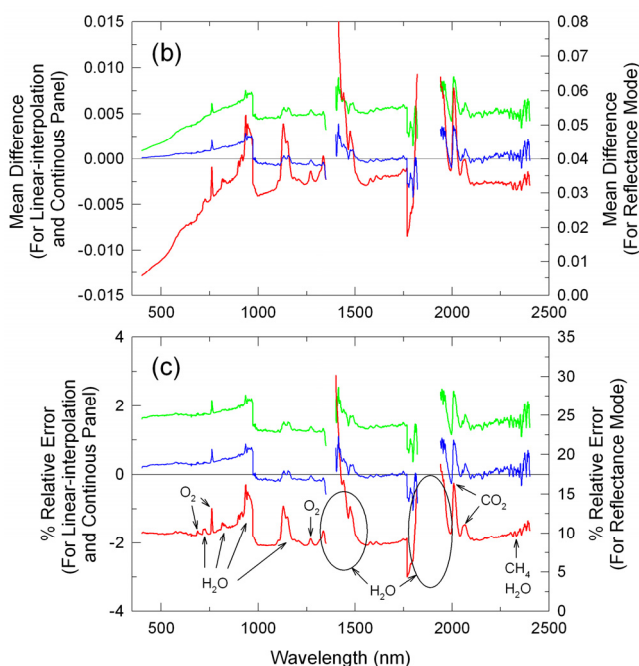 (b)
Mean Difference
(For Linear-interpolation
and Continous Panel)
0.015
0.010
0.005
0.000
-0.005
-0.010
-0.015
0.08
0.07
0.06
0.05
0.04
0.03
0.02
0.01
0.00
Mean Difference
(For Reflectance Mode)
500 1000 1500 2000 2500
(c)
% Relative Error
(For Linear-interpolation
and Continous Panel)
4
2
0
-2
-4
35
30
25
20
15
10
5
0
% Relative Error
(For Reflectance Mode)
O2
H2O
O2
H2O
CO2
CH4
H2O
500 1000 1500 2000 2500
Wavelength (nm)